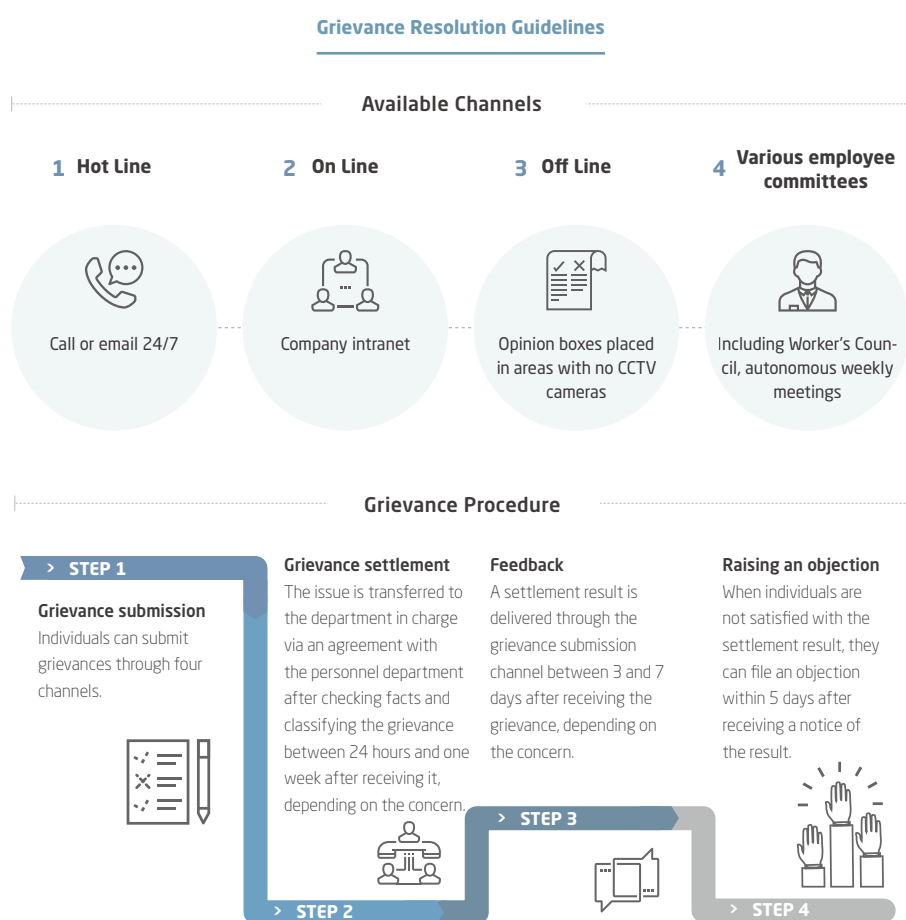 Grievance Resolution Guidelines
Available Channels
1 Hot Line
Call or email 24/7
2 On Line
Company intranet
3 Off Line
Opinion boxes placed
in areas with no CCTV
cameras
4 Various employee
committees
Including Worker's Coun-
cil, autonomous weekly
meetings
Grievance Procedure
> STEP 1
Grievance submission
Individuals can submit
grievances through four
channels.
Grievance settlement
The issue is transferred to
the department in charge
via an agreement with
the personnel department
after checking facts and
classifying the grievance
between 24 hours and one
week after receiving it,
depending on the concern.
> STEP 2
Feedback
A settlement result is
delivered through the
grievance submission
channel between 3 and 7
days after receiving the
grievance, depending on
the concern.
> STEP 3
Raising an objection
When individuals are
not satisfied with the
settlement result, they
can file an objection
within 5 days after
receiving a notice of
the result.
> STEP 4